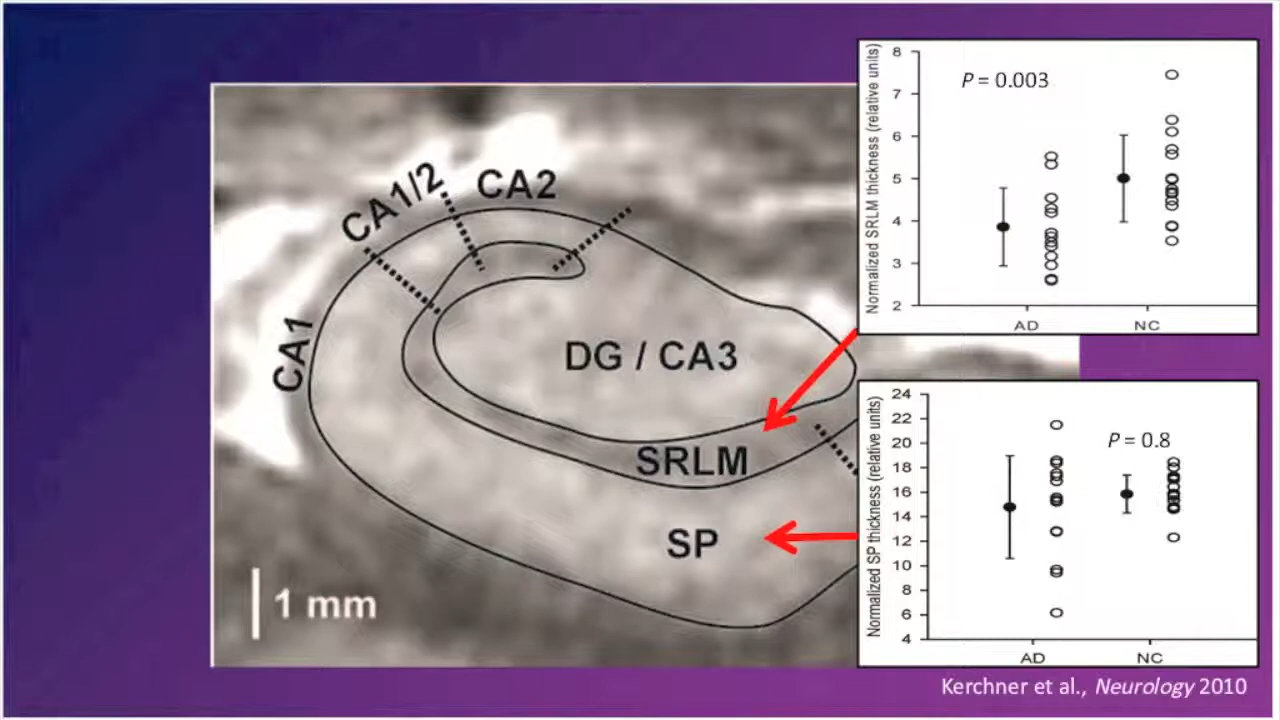 CA1/2
CA2
CA1
DG / CA3
SRLM
SP
1 mm
Normalized SRLM thickness (relative units)
P = 0.003
8
7
6
5
4
3
2
AD NC
Normalized SP thickness (relative units)
P = 0.8
24
22
20
18
16
14
12
10
8
6
4
AD NC
Kerchner et al., Neurology 2010